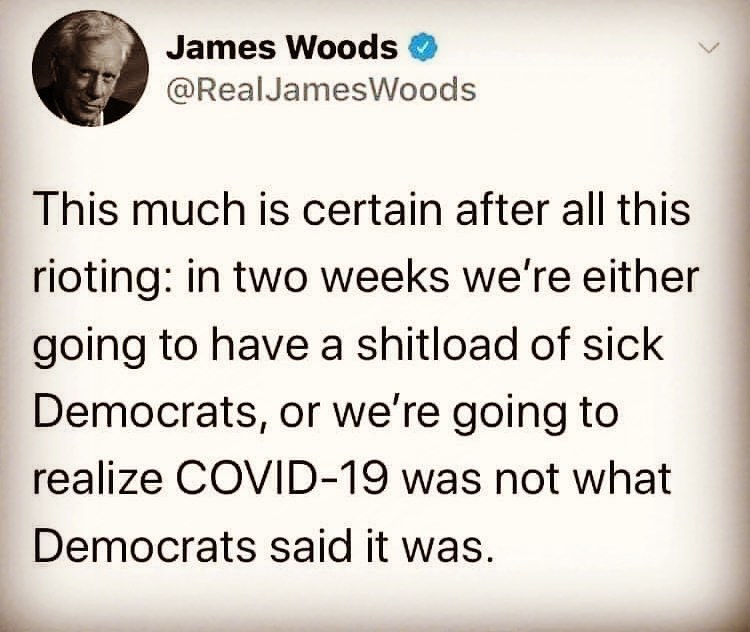 James Woods
@RealJamesWoods
This much is certain after all this
rioting: in two weeks we're either
going to have a shitload of sick
Democrats, or we're going to
realize COVID-19 was not what
Democrats said it was.